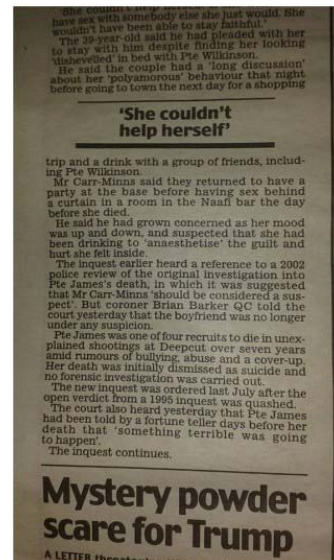 'She couldn't help
have sex with somebody else she just would. She
wouldn't have been able to stay faithful.'
The 39-year-old said he had pleaded with her
to stay with him despite finding her looking
'dishevelled' in bed with Pte Wilkinson.
He said the couple had a 'long discussion'
about her 'polyamorous' behaviour that night
before going to town the next day for a shopping
'She couldn't
help herself'
trip and a drink with a group of friends, includ-
ing Pte Wilkinson.
Mr Carr-Minns said they returned to have a
party at the base before having sex behind
a curtain in a room in the Naafi bar the day
before she died.
He said he had grown concerned as her mood
was up and down, and suspected that she had
been drinking to 'anaesthetise' the guilt and
hurt she felt inside.
The inquest earlier heard a reference to a 2002
police review of the original investigation into
Pte James's death, in which it was suggested
that Mr Carr-Minns 'should be considered a sus-
pect'. But coroner Brian Barker QC told the
court yesterday that the boyfriend was no longer
under any suspicion.
Pte James was one of four recruits to die in unex-
plained shootings at Deepcut over seven years
amid rumours of bullying, abuse and a cover-up.
Her death was initially dismissed as suicide and
no forensic investigation was carried out.
The new inquest was ordered last July after the
open verdict from a 1995 inquest was quashed.
The court also heard yesterday that Pte James
had been told by a fortune teller days before her
death that 'something terrible was going
to happen'.
The inquest continues.
Mystery powder
scare for Trump
A LETTER